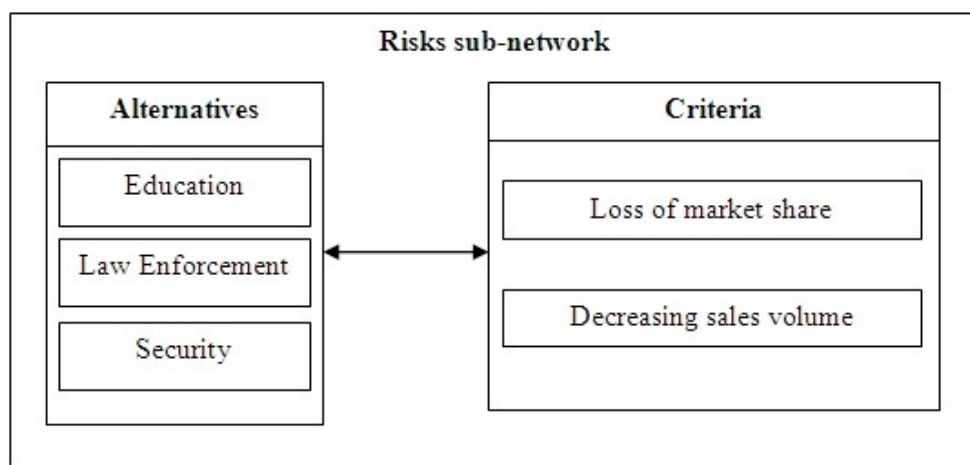 Risks sub-network
Alternatives
Education
Law Enforcement
Security
Criteria
Loss of market share
Decreasing sales volume